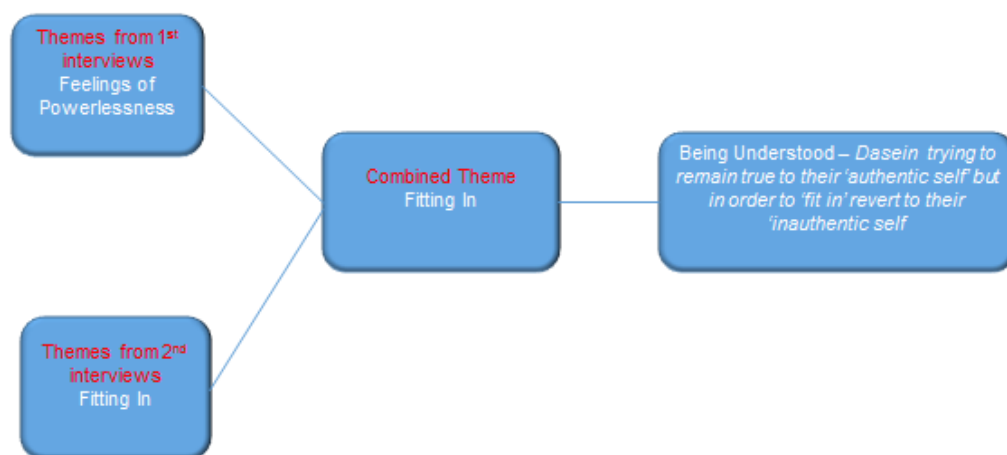 Themes from 1st
interviews
Feelings of
Powerlessness
Combined Theme
Fitting In
Being Understood – Dasein trying to
remain true to their ‘authentic self’ but
in order to ‘fit in’ revert to their
‘inauthentic self
Themes from 2nd
interviews
Fitting In